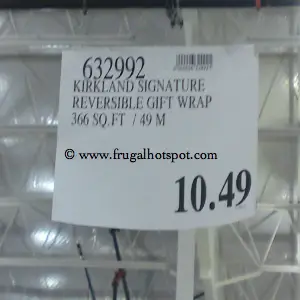 632992
KIRKLAND SIGNATURE
REVERSIBLE GIFT WRAP
366 SQ.FT / 49 M
© www.frugalhotspot.com
10.49